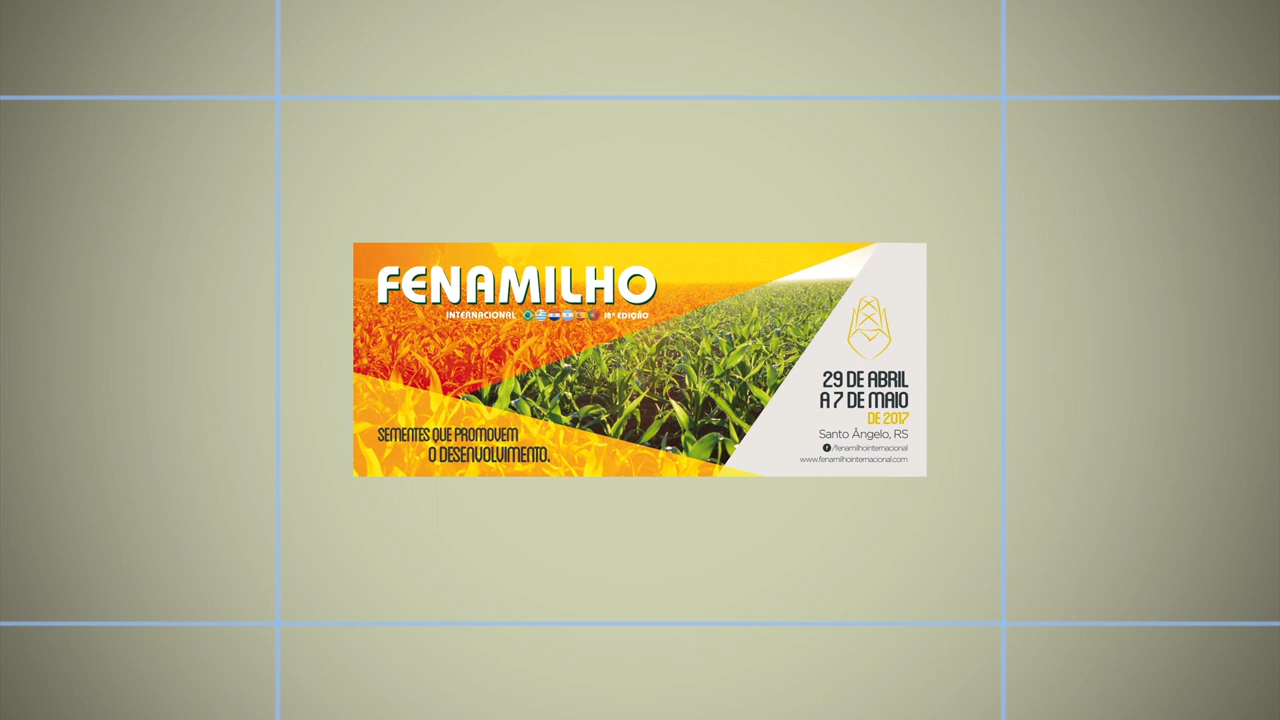 FENAMILHO
INTERNACIONAL 18ª EDIÇÃO
SEMENTES QUE PROMOVEM
O DESENVOLVIMENTO.
29 DE ABRIL
A 7 DE MAIO
DE 2017
Santo Ângelo, RS
/fenamilhointernacional
www.fenamilhointernacional.com